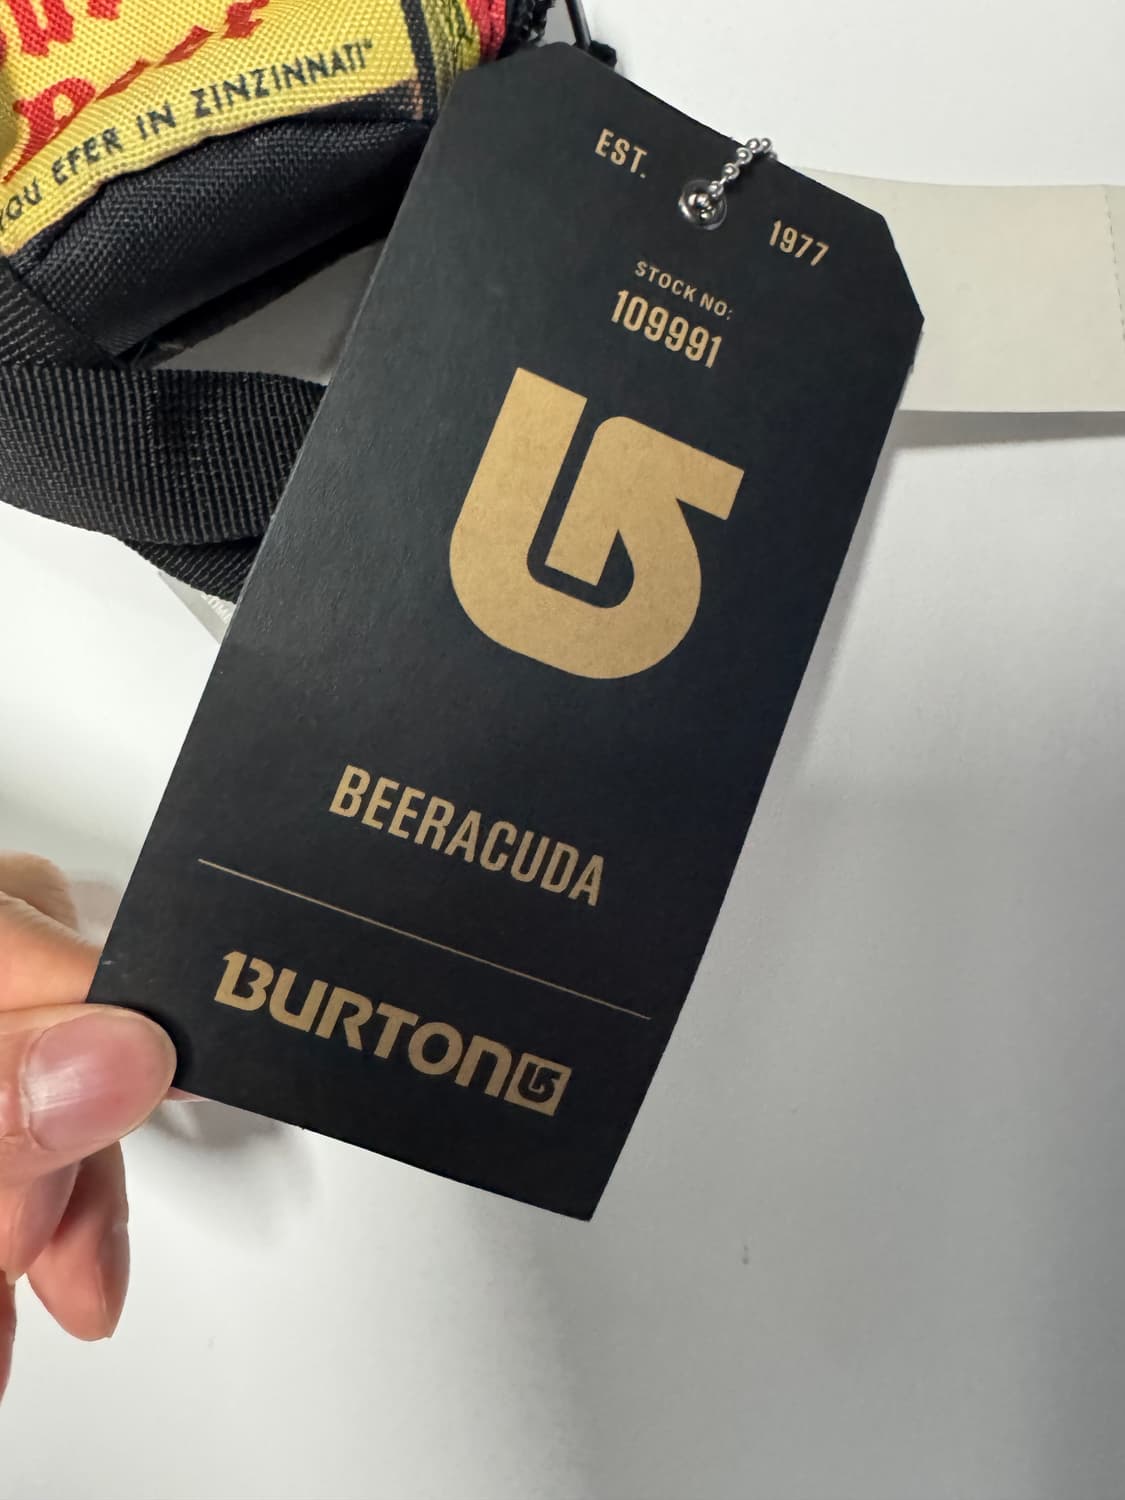 YOU EFER IN ZINZINNATI"
EST.
1977
STOCK NO:
109991
BEERACUDA
BURTON